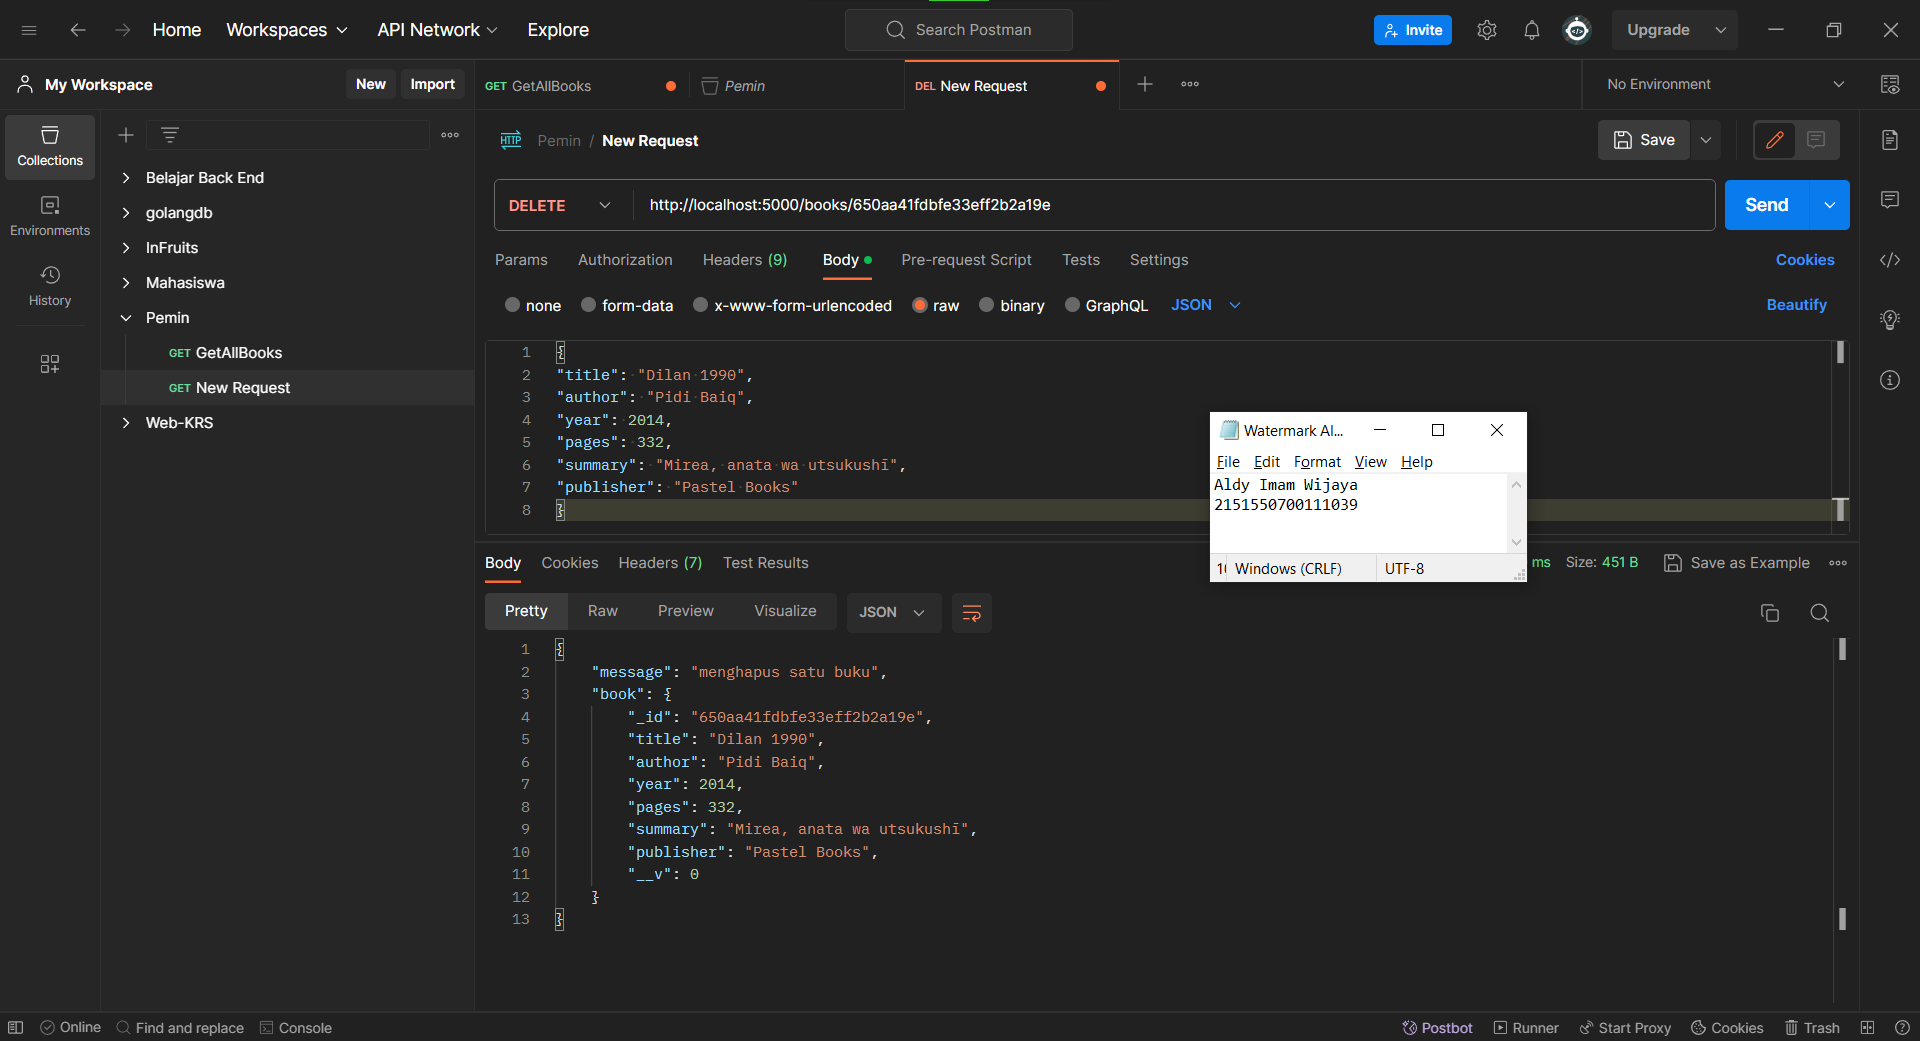 Home Workspaces API Network Explore Search Postman Invite Upgrade
My Workspace New Import GET GetAllBooks Pemin DEL New Request No Environment
Collections
Environments
History
Belajar Back End
golangdb
InFruits
Mahasiswa
Pemin
GET GetAllBooks
GET New Request
Web-KRS
HTTP Pemin / New Request Save
DELETE http://localhost:5000/books/650aa41fdbfe33eff2b2a19e Send
Params Authorization Headers (9) Body Pre-request Script Tests Settings Cookies
none form-data x-www-form-urlencoded raw binary GraphQL JSON Beautify
1 {
2 "title": "Dilan 1990",
3 "author": "Pidi Baiq",
4 "year": 2014,
5 "pages": 332,
6 "summary": "Mirea, anata wa utsukushī",
7 "publisher": "Pastel Books"
8 }
Watermark Al...
File Edit Format View Help
Aldy Imam Wijaya
2151550700111039
Windows (CRLF) UTF-8
Body Cookies Headers (7) Test Results ms Size: 451 B Save as Example
Pretty Raw Preview Visualize JSON
1 {
2 "message": "menghapus satu buku",
3 "book": {
4 "_id": "650aa41fdbfe33eff2b2a19e",
5 "title": "Dilan 1990",
6 "author": "Pidi Baiq",
7 "year": 2014,
8 "pages": 332,
9 "summary": "Mirea, anata wa utsukushī",
10 "publisher": "Pastel Books",
11 "__v": 0
12 }
13 }
Online Find and replace Console Postbot Runner Start Proxy Cookies Trash